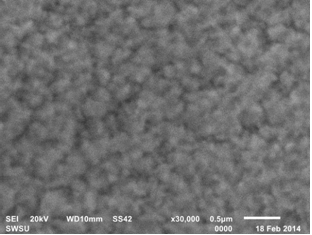 SEI 20kV WD10mm SS42 x30,000 0.5µm
SWSU 0000 18 Feb 2014